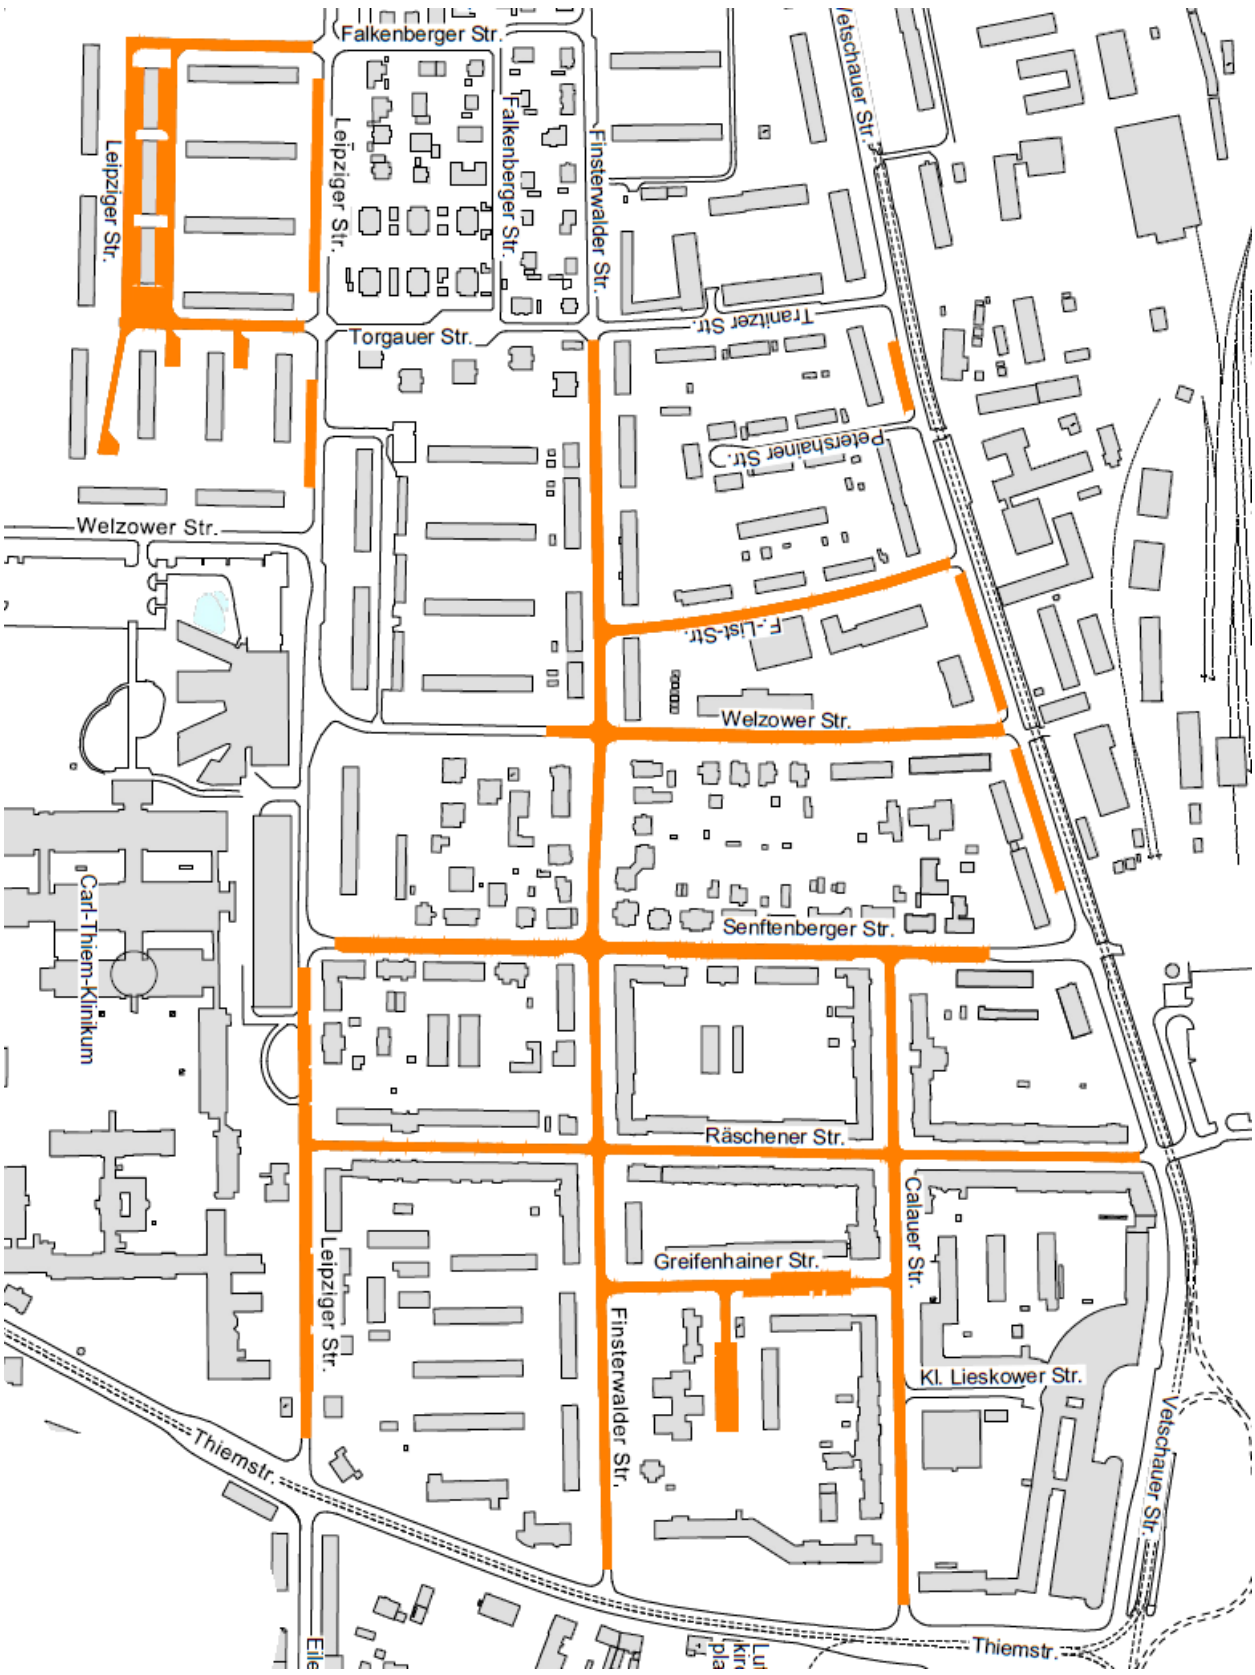 Falkenberger Str.
Vetschauer Str.
Leipziger Str.
Leipziger Str.
Falkenberger Str.
Finsterwalder Str.
Tranitzer Str.
Torgauer Str.
Petershainer Str.
Welzower Str.
F.-List-Str.
Welzower Str.
Carl-Thiem-Klinikum
Senftenberger Str.
Räschener Str.
Calauer Str.
Leipziger Str.
Greifenhainer Str.
Finsterwalder Str.
Kl. Lieskower Str.
Vetschauer Str.
Thiemstr.
Thiemstr.
Eile